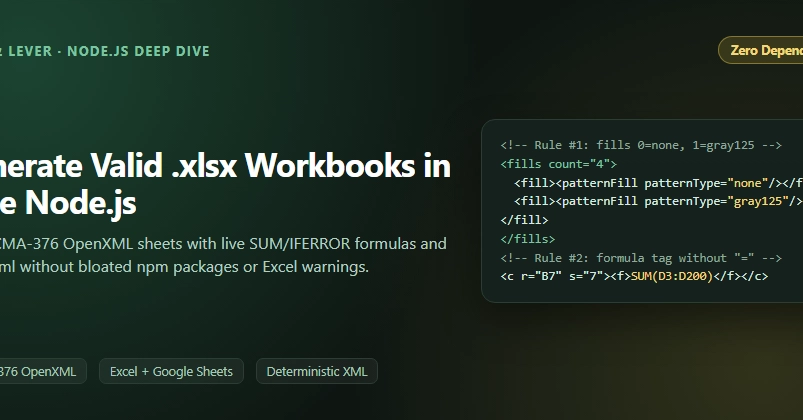 LEVER · NODE.JS DEEP DIVE
Zero Depen
nerate Valid .xlsx Workbooks in
e Node.js
CMA-376 OpenXML sheets with live SUM/IFERROR formulas and
ml without bloated npm packages or Excel warnings.
<!-- Rule #1: fills 0=none, 1=gray125 -->
<fills count="4">
<fill><patternFill patternType="none"/></f
<fill><patternFill patternType="gray125"/>
</fill>
</fills>
<!-- Rule #2: formula tag without "=" -->
<c r="B7" s="7"><f>SUM(D3:D200)</f></c>
376 OpenXML
Excel + Google Sheets
Deterministic XML